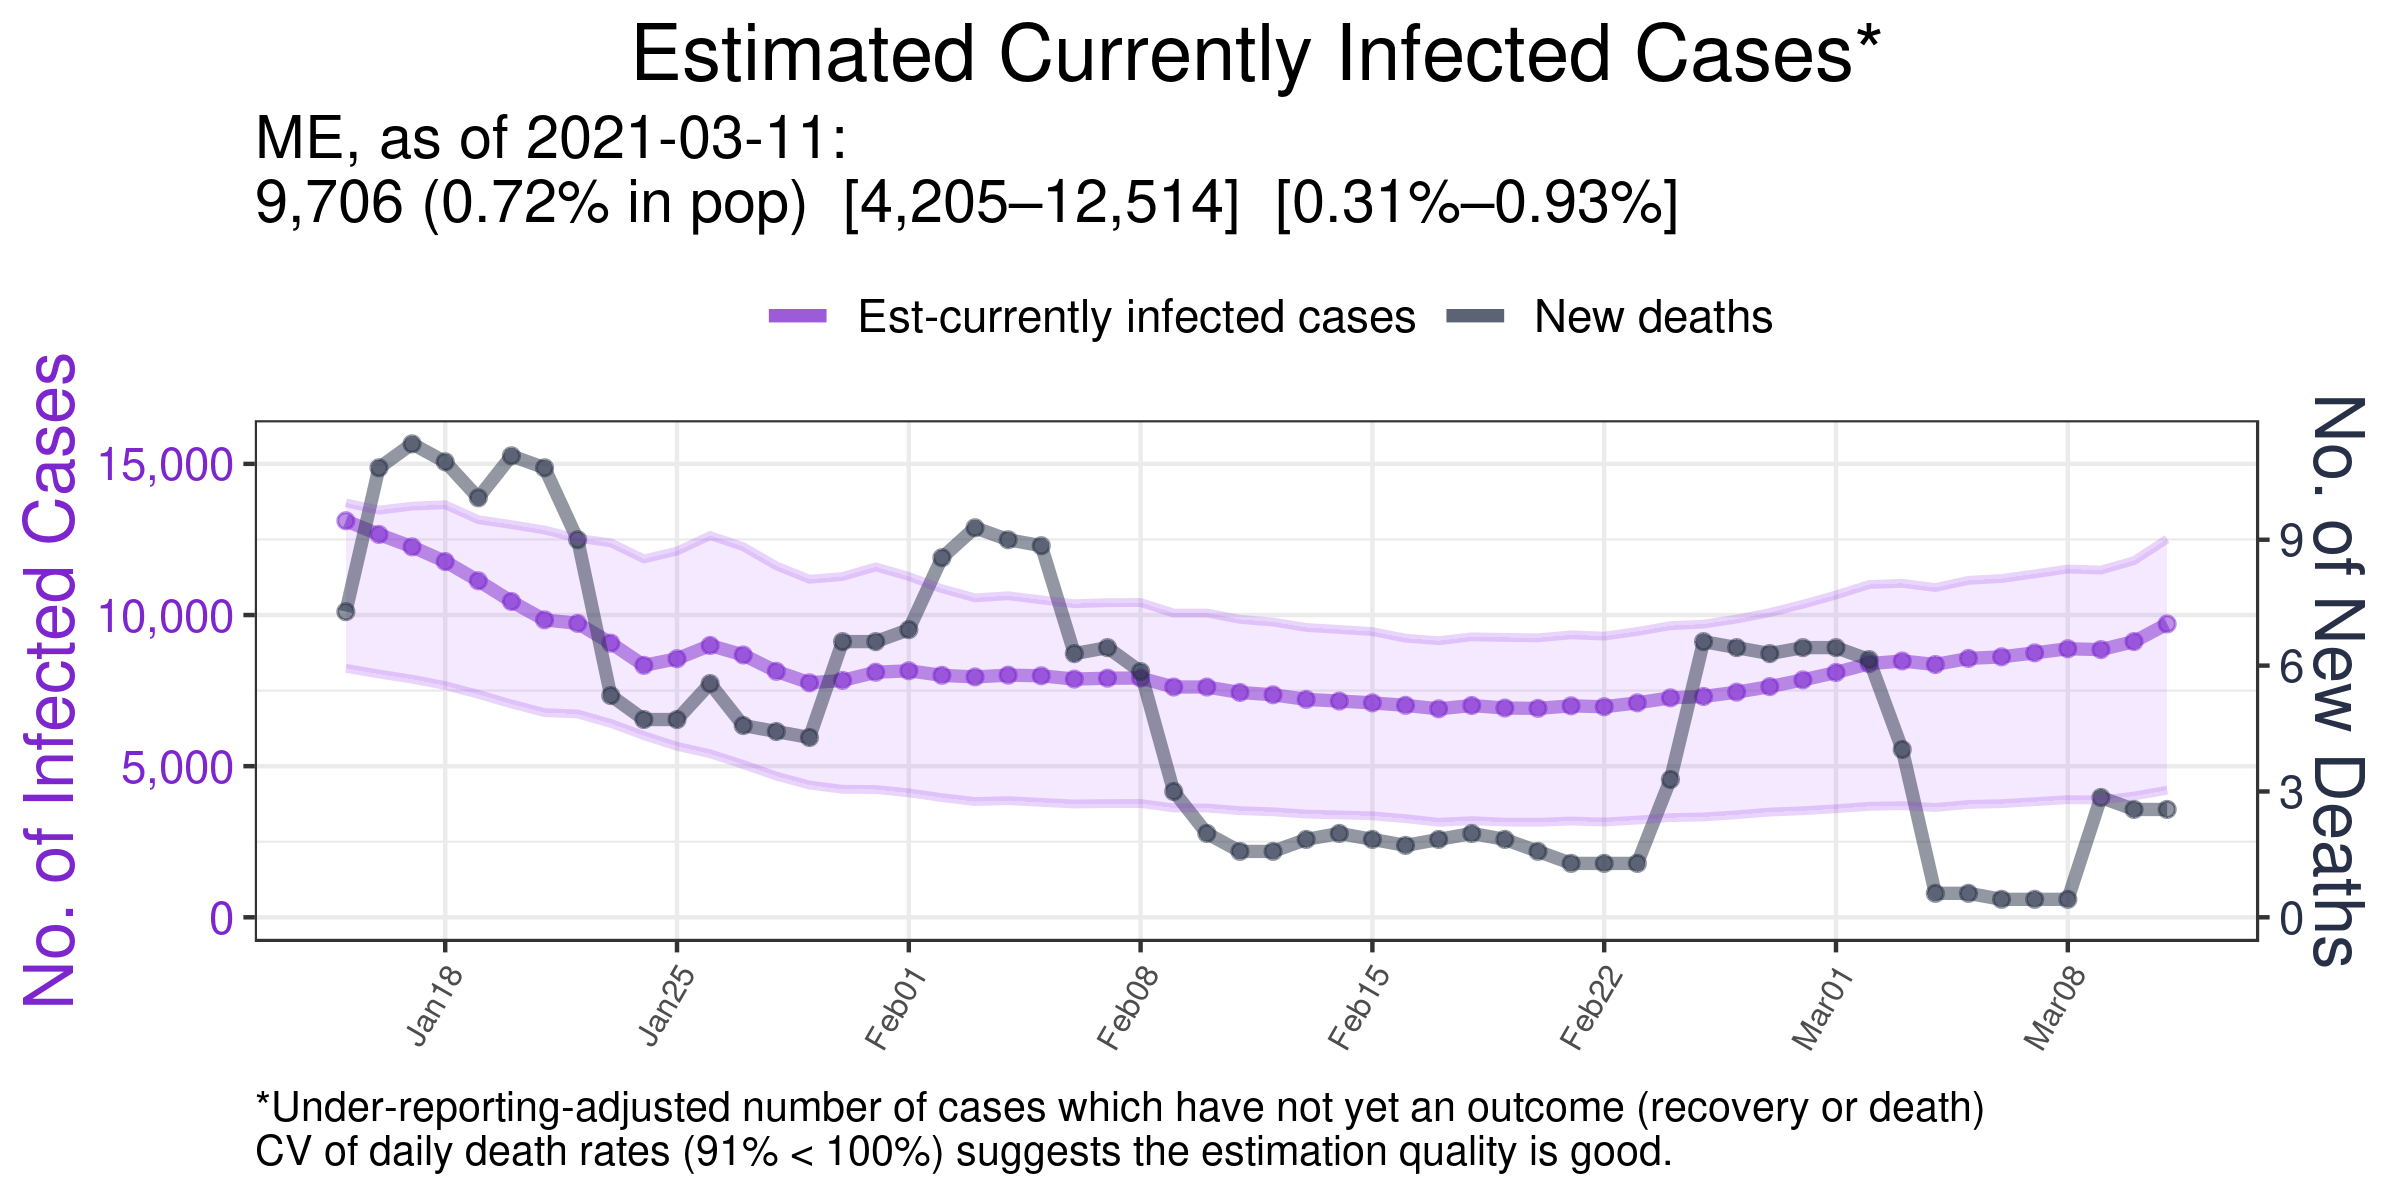 Estimated Currently Infected Cases*
ME, as of 2021-03-11:
9,706 (0.72% in pop)  [4,205–12,514]  [0.31%–0.93%]
Est-currently infected cases
New deaths
No. of Infected Cases
15,000
10,000
5,000
0
No. of New Deaths
9
6
3
0
Jan18
Jan25
Feb01
Feb08
Feb15
Feb22
Mar01
Mar08
*Under-reporting-adjusted number of cases which have not yet an outcome (recovery or death)
CV of daily death rates (91% < 100%) suggests the estimation quality is good.